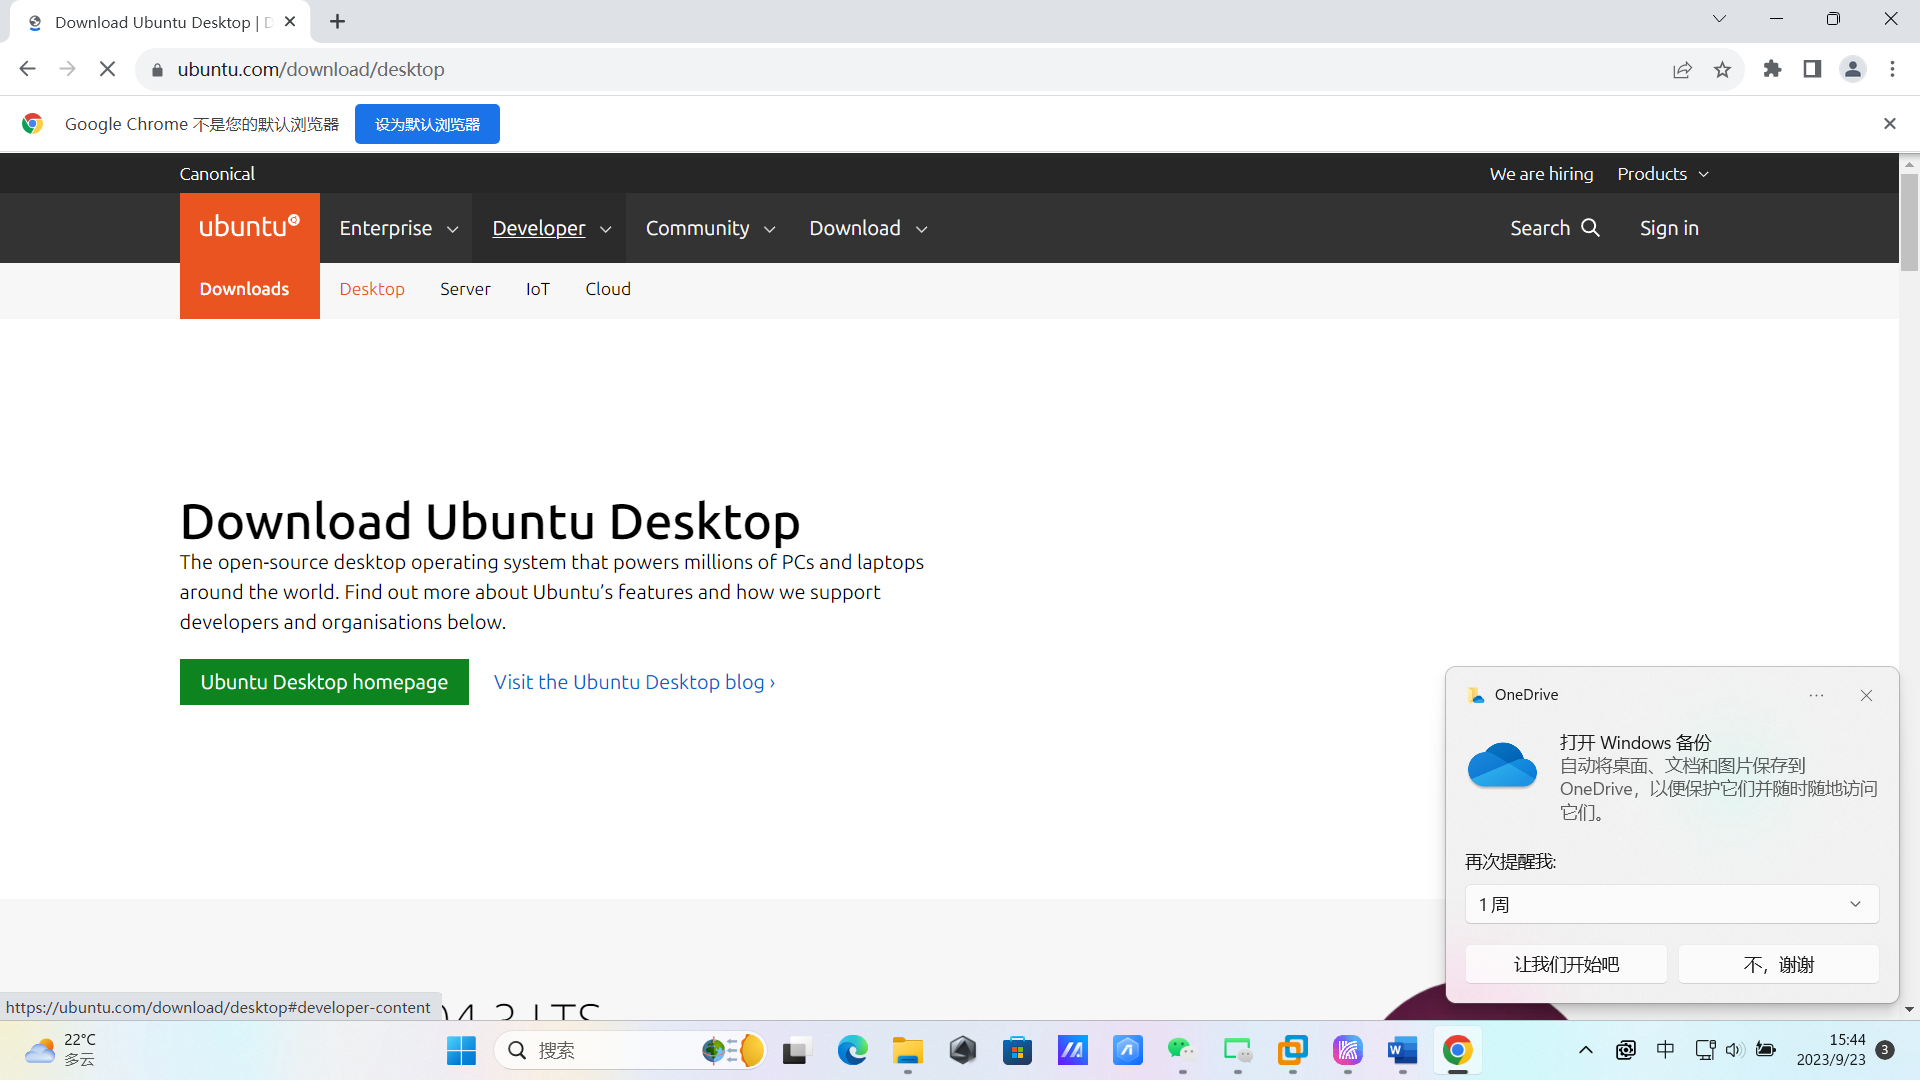 Download Ubuntu Desktop | D
ubuntu.com/download/desktop
Google Chrome 不是您的默认浏览器
设为默认浏览器
Canonical
We are hiring
Products
ubuntu
Enterprise
Developer
Community
Download
Search
Sign in
Downloads
Desktop
Server
IoT
Cloud
Download Ubuntu Desktop
The open-source desktop operating system that powers millions of PCs and laptops
around the world. Find out more about Ubuntu’s features and how we support
developers and organisations below.
Ubuntu Desktop homepage
Visit the Ubuntu Desktop blog ›
OneDrive
打开 Windows 备份
自动将桌面、文档和图片保存到
OneDrive，以便保护它们并随时随地访问
它们。
再次提醒我:
1 周
让我们开始吧
不，谢谢
04.3 LTS
https://ubuntu.com/download/desktop#developer-content
22°C
多云
搜索
中
15:44
2023/9/23
3